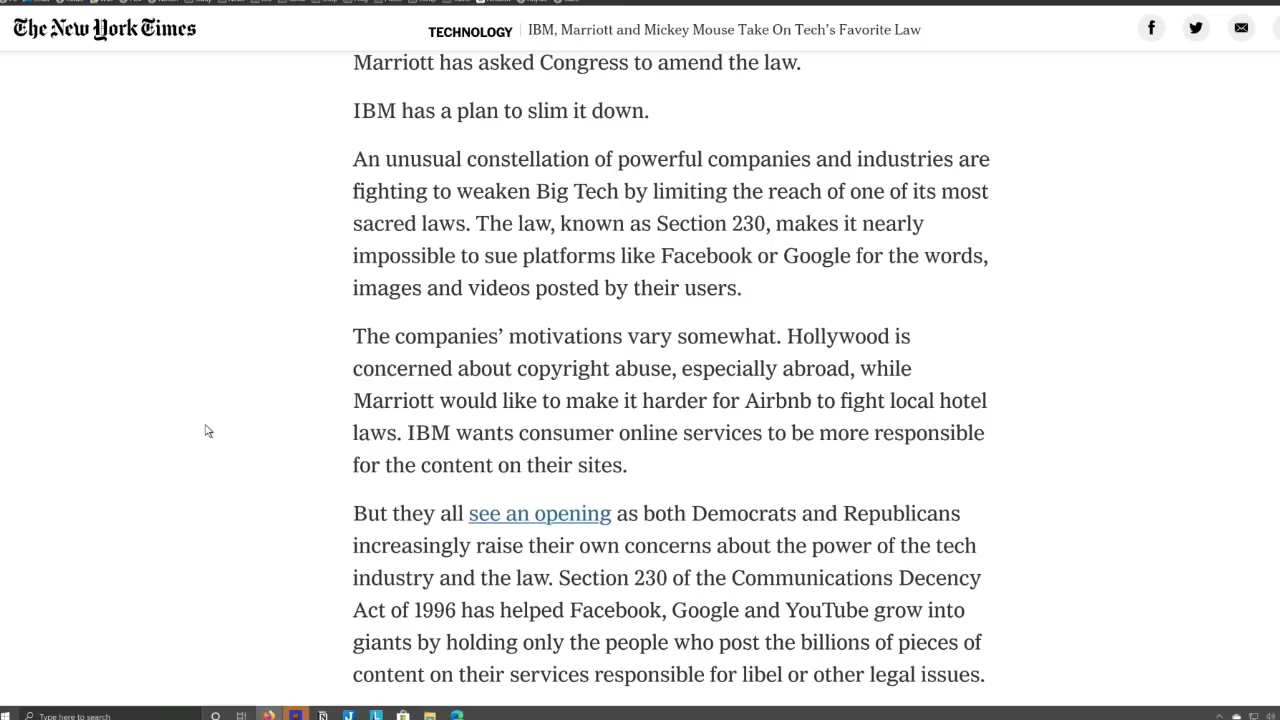 The New York Times
TECHNOLOGY IBM, Marriott and Mickey Mouse Take On Tech's Favorite Law
Marriott has asked Congress to amend the law.
IBM has a plan to slim it down.
An unusual constellation of powerful companies and industries are
fighting to weaken Big Tech by limiting the reach of one of its most
sacred laws. The law, known as Section 230, makes it nearly
impossible to sue platforms like Facebook or Google for the words,
images and videos posted by their users.
The companies' motivations vary somewhat. Hollywood is
concerned about copyright abuse, especially abroad, while
Marriott would like to make it harder for Airbnb to fight local hotel
laws. IBM wants consumer online services to be more responsible
for the content on their sites.
But they all see an opening as both Democrats and Republicans
increasingly raise their own concerns about the power of the tech
industry and the law. Section 230 of the Communications Decency
Act of 1996 has helped Facebook, Google and YouTube grow into
giants by holding only the people who post the billions of pieces of
content on their services responsible for libel or other legal issues.
Type here to search